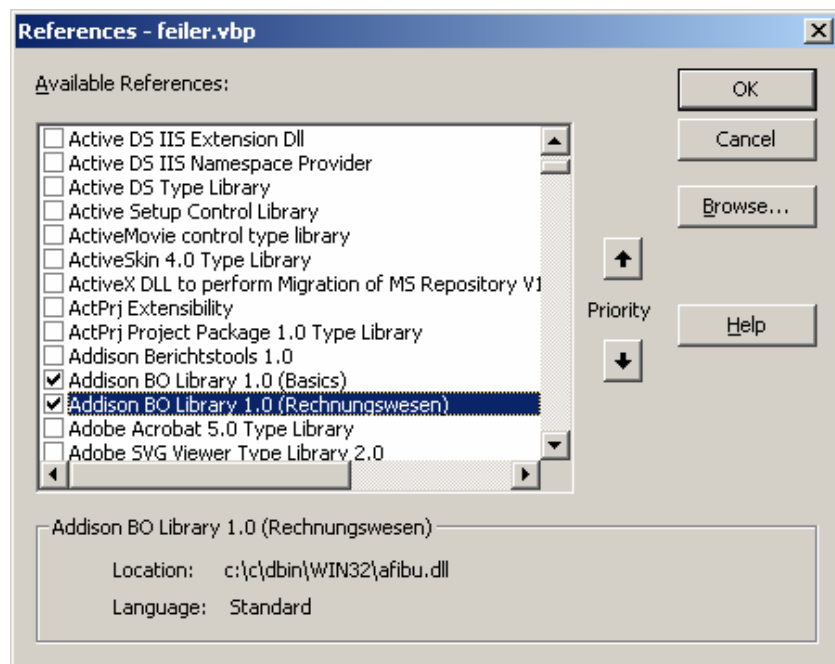 References - feiler.vbp
Available References:
Active DS IIS Extension Dll
Active DS IIS Namespace Provider
Active DS Type Library
Active Setup Control Library
ActiveMovie control type library
ActiveSkin 4.0 Type Library
ActiveX DLL to perform Migration of MS Repository V1
ActPrj Extensibility
ActPrj Project Package 1.0 Type Library
Addison Berichtstools 1.0
Addison BO Library 1.0 (Basics)
Addison BO Library 1.0 (Rechnungswesen)
Adobe Acrobat 5.0 Type Library
Adobe SVG Viewer Type Library 2.0
Priority
OK
Cancel
Browse...
Help
Addison BO Library 1.0 (Rechnungswesen)
Location: c:\c\dbin\WIN32\afibu.dll
Language: Standard